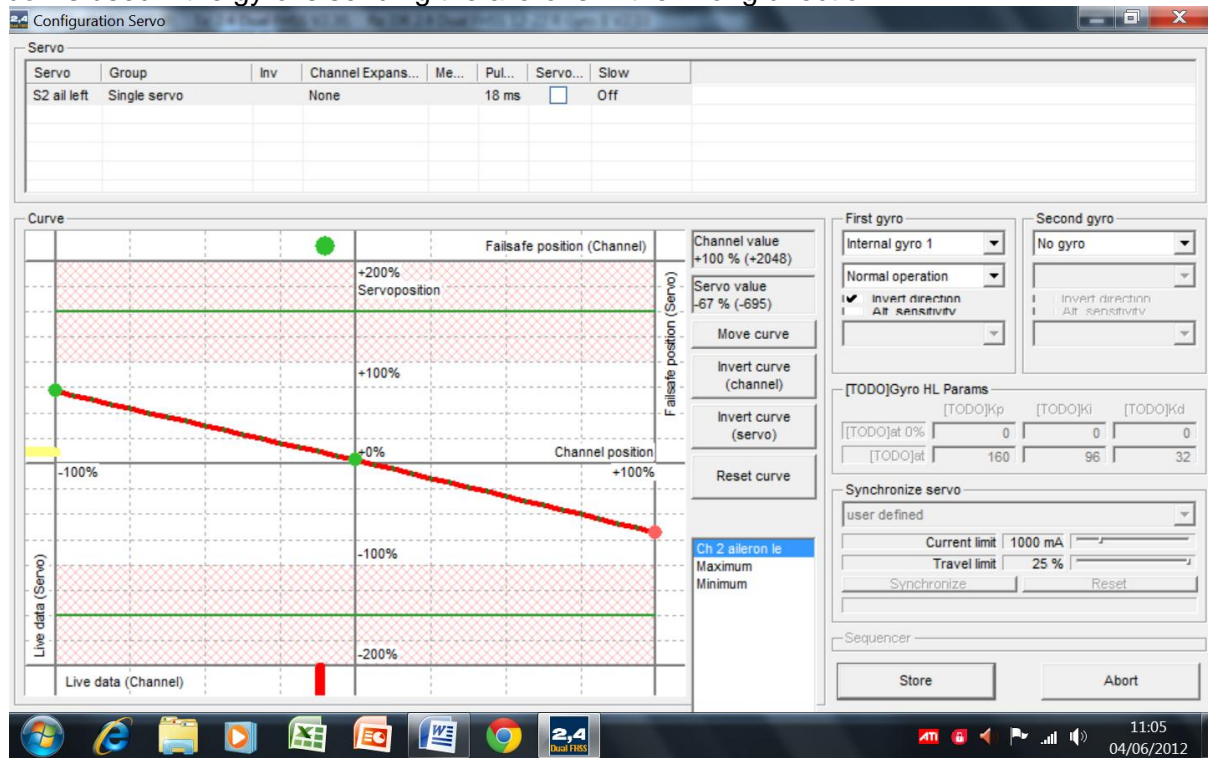 Configuration Servo
Servo
Servo Group Inv Channel Expans... Me... Pul... Servo... Slow
S2 ail left Single servo None 18 ms Off
Curve
Failsafe position (Channel)
+200%
Servoposition
+100%
+0%
Channel position
-100%
+100%
-100%
-200%
Failsafe position (Servo)
Live data (Servo)
Live data (Channel)
Channel value
+100 % (+2048)
Servo value
-67 % (-695)
Move curve
Invert curve
(channel)
Invert curve
(servo)
Reset curve
Ch 2 aileron le
Maximum
Minimum
First gyro
Internal gyro 1
Normal operation
Invert direction
Alt. sensitivity
Second gyro
No gyro
Invert direction
Alt. sensitivity
[TODO]Gyro HL Params
[TODO]Kp [TODO]Ki [TODO]Kd
[TODO]at 0% 0 0 0
[TODO]at 160 96 32
Synchronize servo
user defined
Current limit 1000 mA
Travel limit 25 %
Synchronize Reset
Sequencer
Store Abort
2,4
Dual FHSS
ATI
11:05
04/06/2012